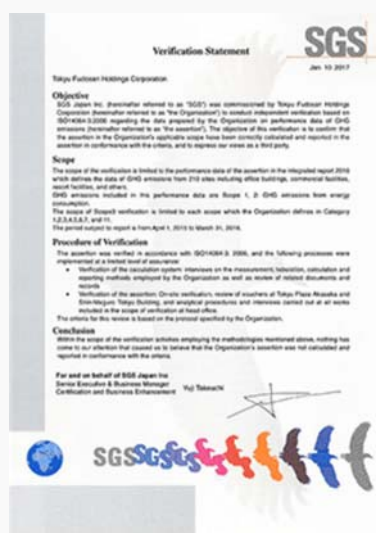 SGS
Verification Statement
Jan. 10. 2017
Tokyu Fudosan Holdings Corporation
Objective
SGS Japan Inc. (hereinafter referred to as "SGS") was commissioned by Tokyu Fudosan Holdings
Corporation (hereinafter referred to as "the Organization") to conduct independent verification based on
ISO14064-3:2006 regarding the data prepared by the Organization on performance data of GHG
emissions (hereinafter referred to as "the assertion"). The objective of this verification is to confirm that
the assertion in the Organization's applicable scope have been correctly calculated and reported in the
assertion in conformance with the criteria, and to express our views as a third party.
Scope
The scope of the verification is limited to the performance data of the assertion in the integrated report 2016
which defines the data of GHG emissions from 210 sites including office buildings, commercial facilities,
resort facilities, and others.
GHG emissions included in this performance data are Scope 1, 2: GHG emissions from energy
consumption.
The scope of Scope3 verification is limited to each scope which the Organization defines in Category
1,2,3,4,5,6,7, and 11.
The period subject to report is from April 1, 2015 to March 31, 2016.
Procedure of Verification
The assertion was verified in accordance with ISO14064-3: 2006, and the following processes were
implemented at a limited level of assurance:
• Verification of the calculation system: interviews on the measurement, tabulation, calculation and
reporting methods employed by the Organization as well as review of related documents and
records
• Verification of the assertion: On-site verification, review of vouchers at Tokyu Plaza Akasaka and
Shin-Meguro Tokyu Building, and analytical procedures and interviews carried out at all works
included in the scope of verification at head office.
The criteria for this review is based on the protocol specified by the Organization.
Conclusion
Within the scope of the verification activities employing the methodologies mentioned above, nothing has
come to our attention that caused us to believe that the Organization's assertion was not calculated and
reported in conformance with the criteria.
For and on behalf of SGS Japan Inc
Senior Executive & Business Manager
Certification and Business Enhancement
Yuji Takeuchi
SGSSGSSGS